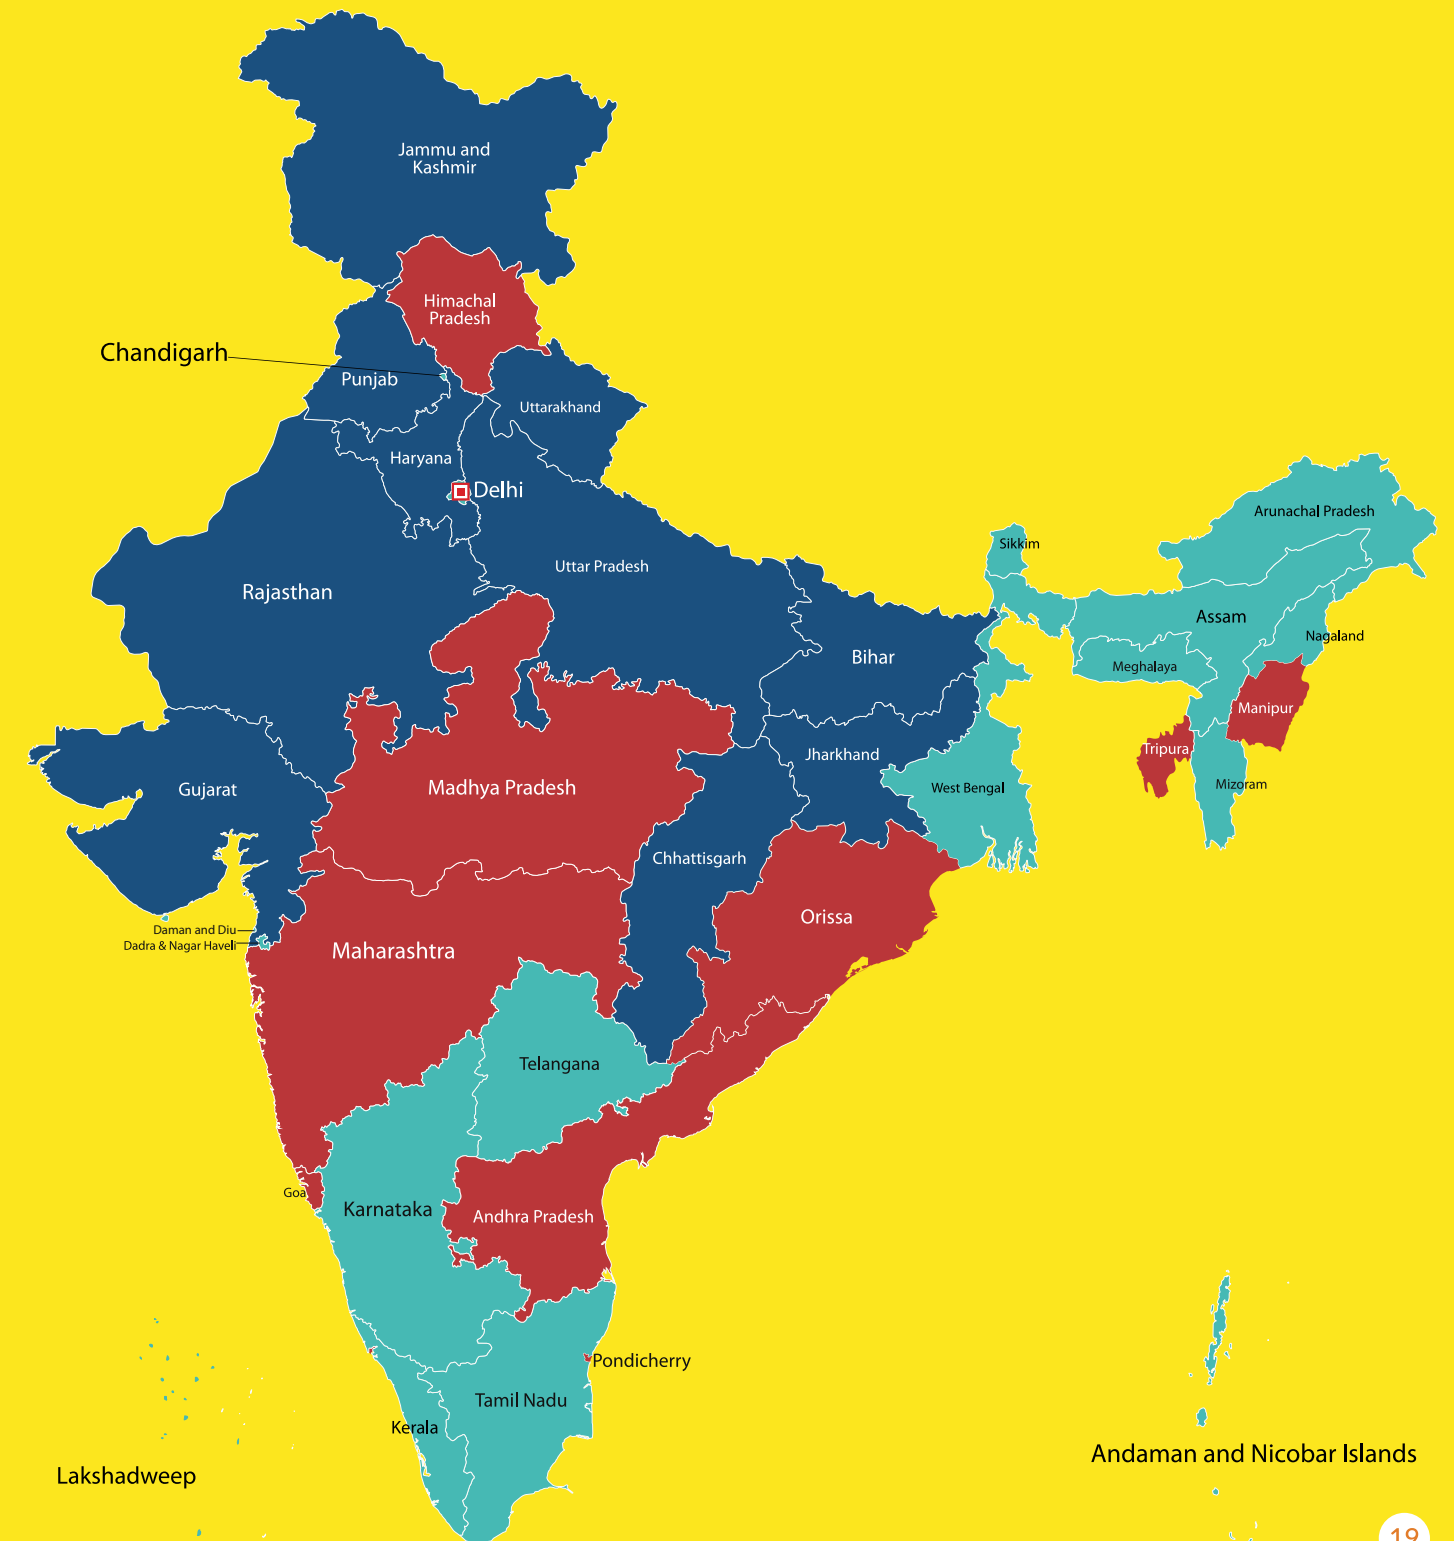 Jammu and
Kashmir
Himachal
Pradesh
Chandigarh
Punjab
Uttarakhand
Haryana
Delhi
Arunachal Pradesh
Sikkim
Uttar Pradesh
Rajasthan
Assam
Nagaland
Bihar
Meghalaya
Manipur
Tripura
Jharkhand
Mizoram
Gujarat
Madhya Pradesh
West Bengal
Chhattisgarh
Orissa
Daman and Diu
Dadra & Nagar Haveli
Maharashtra
Telangana
Goa
Karnataka
Andhra Pradesh
Pondicherry
Tamil Nadu
Kerala
Andaman and Nicobar Islands
Lakshadweep
19